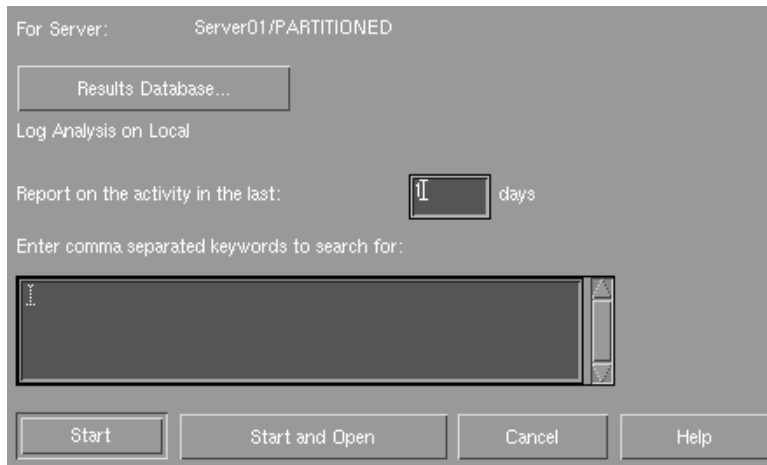 For Server: Server01/PARTITIONED
Results Database...
Log Analysis on Local
Report on the activity in the last: 1 days
Enter comma separated keywords to search for:
Start Start and Open Cancel Help